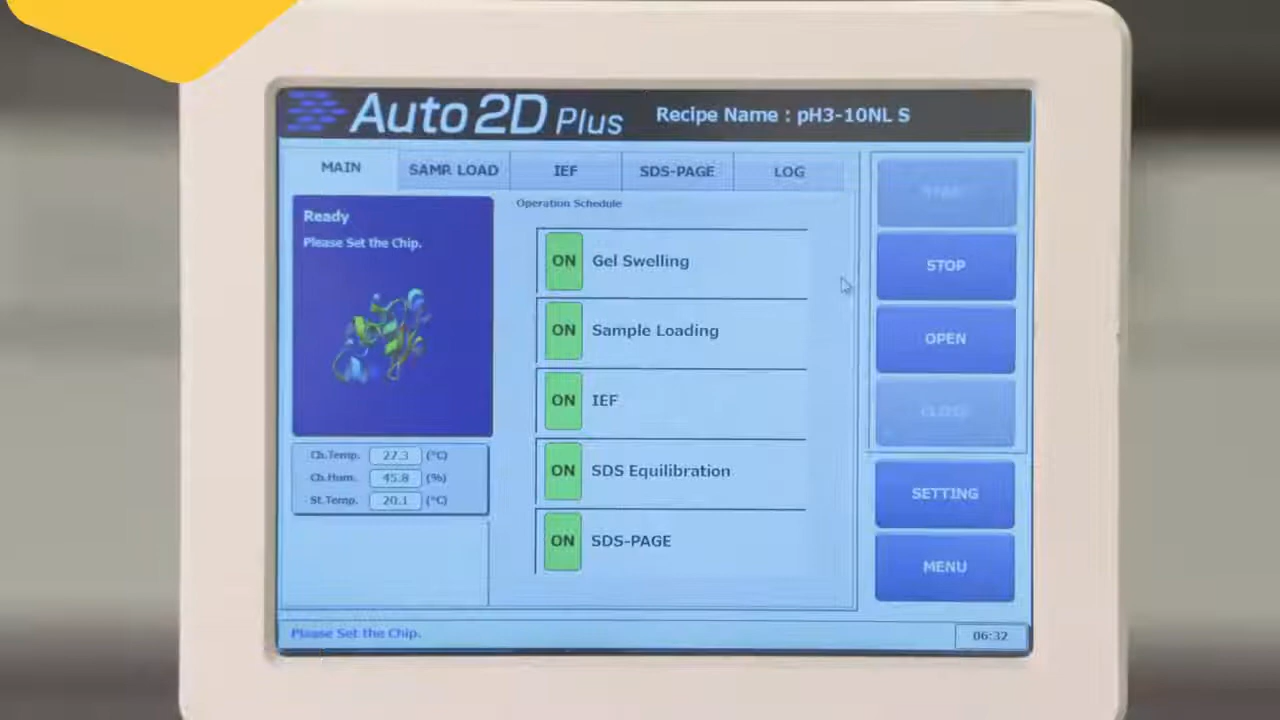 Auto 2D Plus
Recipe Name : pH3-10NL S
MAIN
SAMP. LOAD
IEF
SDS-PAGE
LOG
Ready
Please Set the Chip.
Operation Schedule
ON Gel Swelling
ON Sample Loading
ON IEF
ON SDS Equilibration
ON SDS-PAGE
Ch.Temp. 27.3 (°C)
Ch.Hum. 45.8 (%)
St.Temp. 20.1 (°C)
START
STOP
OPEN
CLOSE
SETTING
MENU
Please Set the Chip.
06:32